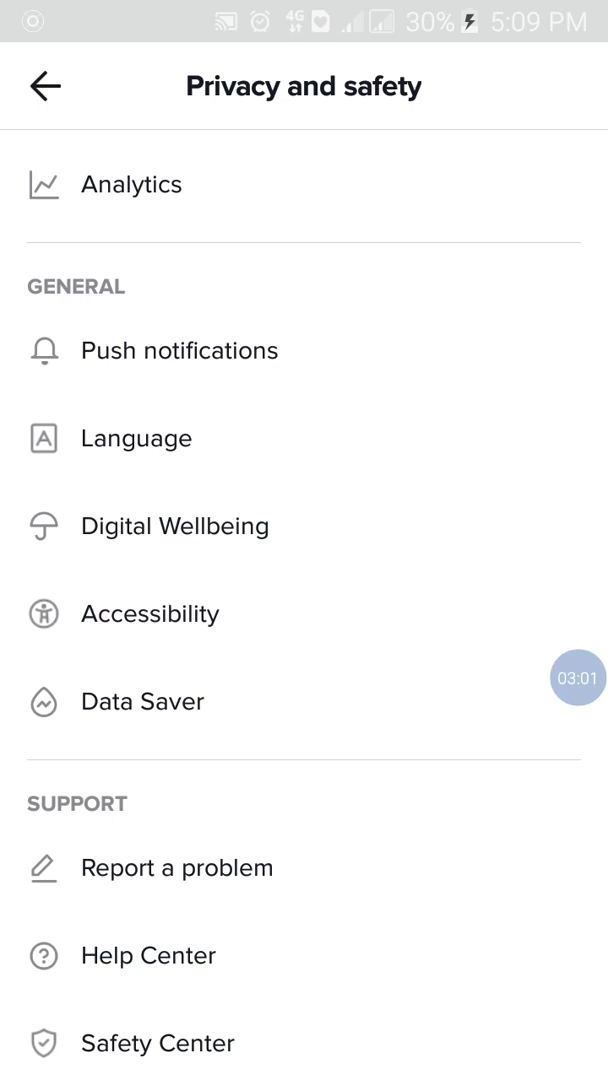 4G 30% 5:09 PM
Privacy and safety
Analytics
GENERAL
Push notifications
A Language
Digital Wellbeing
Accessibility
03:01
Data Saver
SUPPORT
Report a problem
? Help Center
Safety Center